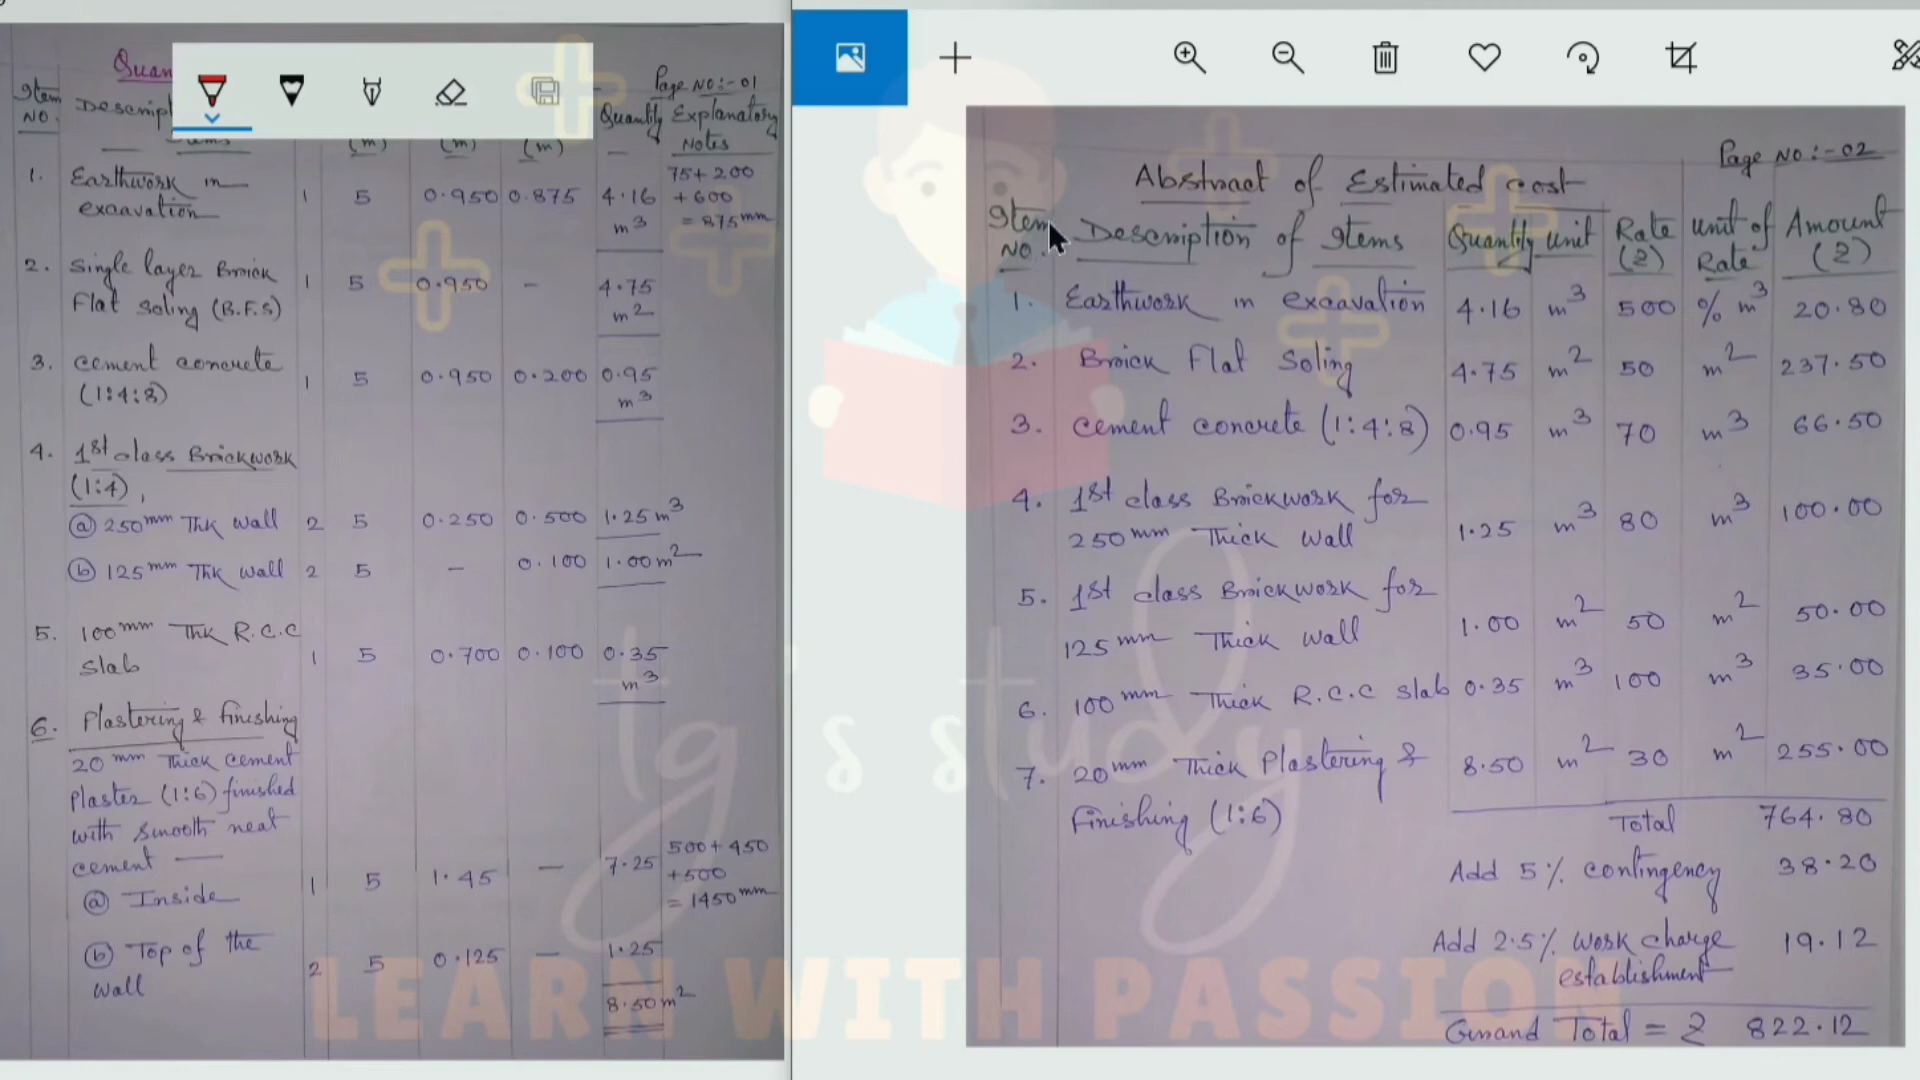 Quan
Page NO:-01
Item
NO.
Descript
Items
(m)
(m)
(m)
Quantity
Explanatory
Notes
1. Earthwork in
excavation
1 5 0.950 0.875 4.16
m3
75+200
+600
=875mm
2. Single layer Brick
Flat Soling (B.F.S)
1 5 0.950 - 4.75
m2
3. Cement concrete
(1:4:8)
1 5 0.950 0.200 0.95
m3
4. 1st class Brickwork
(1:4),
(a) 250mm Thk wall 2 5 0.250 0.500 1.25m3
(b) 125mm Thk wall 2 5 - 0.100 1.00m2
5. 100mm Thk R.C.C
Slab
1 5 0.700 0.100 0.35
m3
6. Plastering & finishing
20mm Thick cement
Plaster (1:6) finished
with smooth neat
cement —
(a) Inside
1 5 1.45 - 7.25
500+450
+500
=1450mm
(b) Top of the
wall
2 5 0.125 - 1.25
8.50m2
Page NO:-02
Abstract of Estimated cost
Item
NO.
Description of Items
Quantity
unit
Rate
(₹)
unit of
Rate
Amount
(₹)
1. Earthwork in excavation 4.16 m3 500 % m3 20.80
2. Brick Flat Soling 4.75 m2 50 m2 237.50
3. Cement concrete (1:4:8) 0.95 m3 70 m3 66.50
4. 1st class Brickwork for
250mm Thick wall 1.25 m3 80 m3 100.00
5. 1st class Brickwork for
125mm Thick wall 1.00 m2 50 m2 50.00
6. 100mm Thick R.C.C slab 0.35 m3 100 m3 35.00
7. 20mm Thick Plastering &
Finishing (1:6) 8.50 m2 30 m2 255.00
Total 764.80
Add 5% contingency 38.20
Add 2.5% work charge
establishment 19.12
Grand Total = ₹ 822.12
tg's study
LEARN WITH PASSION